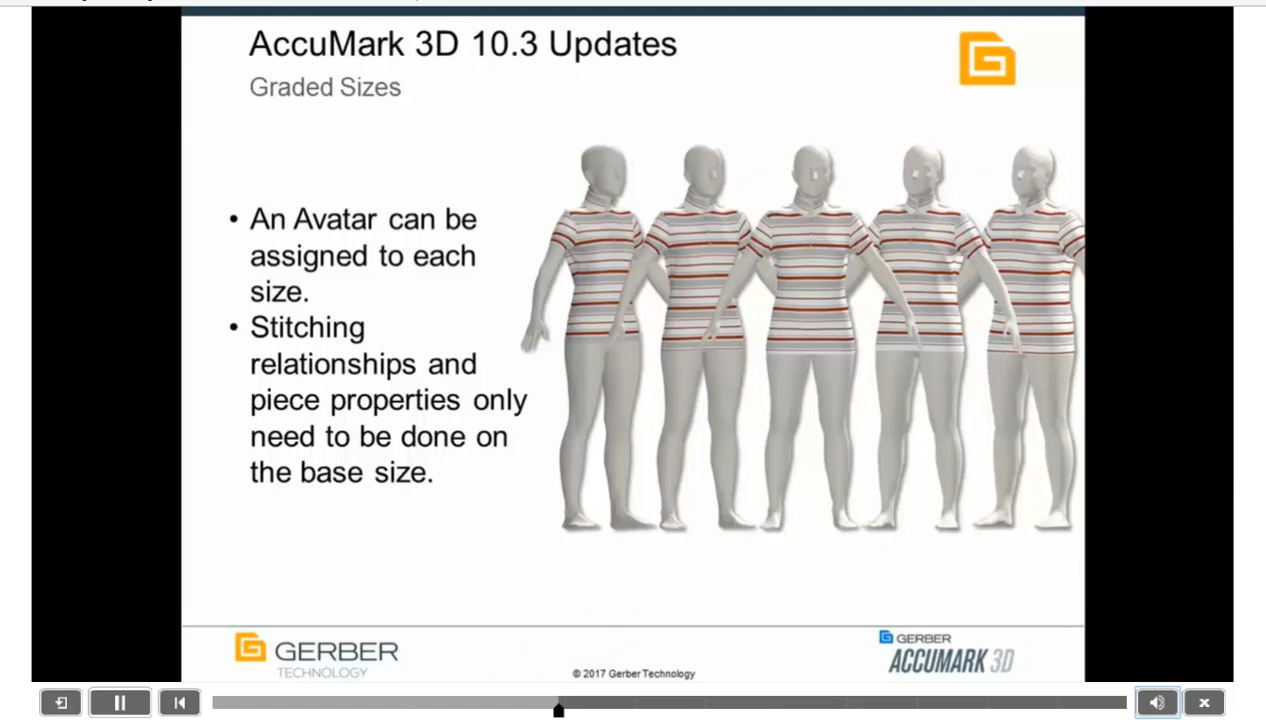 AccuMark 3D 10.3 Updates
Graded Sizes
• An Avatar can be
assigned to each
size.
• Stitching
relationships and
piece properties only
need to be done on
the base size.
GERBER
TECHNOLOGY
© 2017 Gerber Technology
GERBER
ACCUMARK 3D